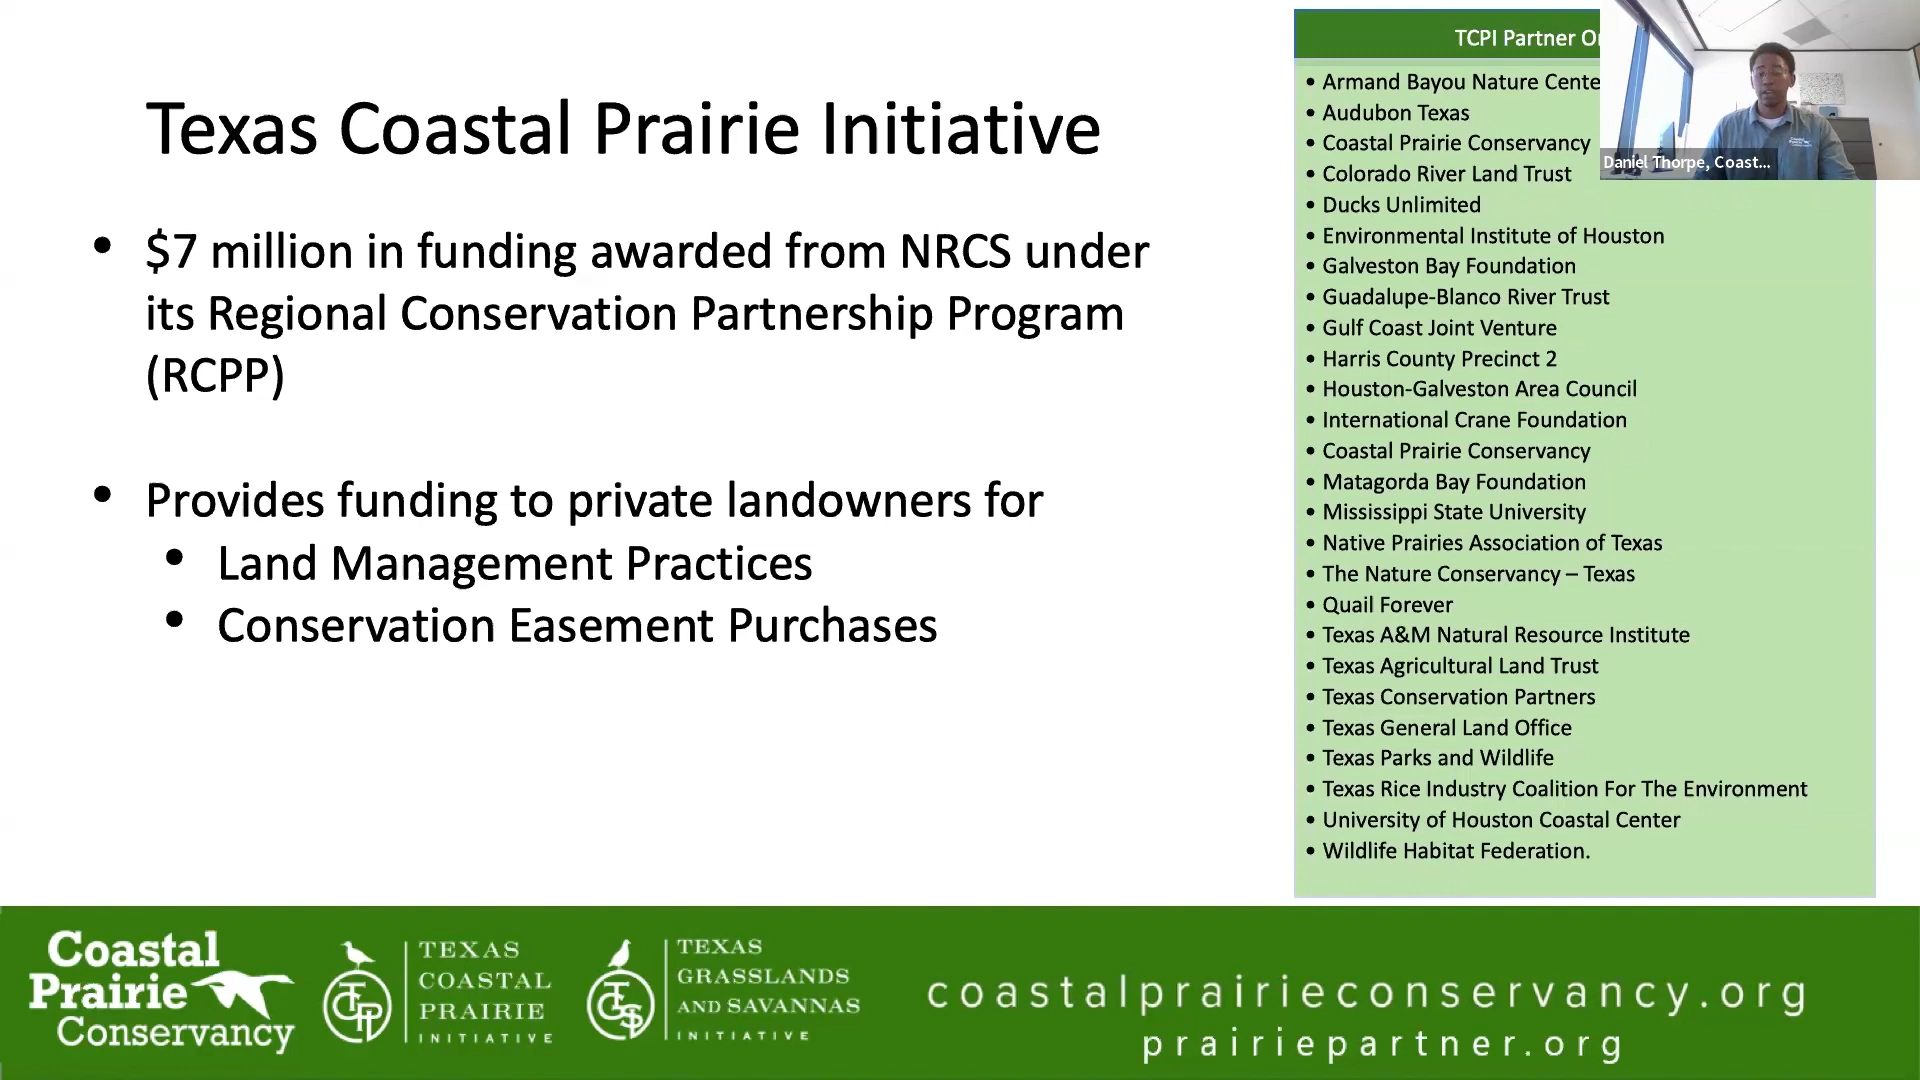 Texas Coastal Prairie Initiative
• $7 million in funding awarded from NRCS under
its Regional Conservation Partnership Program
(RCPP)
• Provides funding to private landowners for
• Land Management Practices
• Conservation Easement Purchases
TCPI Partner
• Armand Bayou Nature Cente
• Audubon Texas
• Coastal Prairie Conservancy
• Colorado River Land Trust
• Ducks Unlimited
• Environmental Institute of Houston
• Galveston Bay Foundation
• Guadalupe-Blanco River Trust
• Gulf Coast Joint Venture
• Harris County Precinct 2
• Houston-Galveston Area Council
• International Crane Foundation
• Coastal Prairie Conservancy
• Matagorda Bay Foundation
• Mississippi State University
• Native Prairies Association of Texas
• The Nature Conservancy – Texas
• Quail Forever
• Texas A&M Natural Resource Institute
• Texas Agricultural Land Trust
• Texas Conservation Partners
• Texas General Land Office
• Texas Parks and Wildlife
• Texas Rice Industry Coalition For The Environment
• University of Houston Coastal Center
• Wildlife Habitat Federation.
Daniel Thorpe, Coast...
Coastal
Prairie
Conservancy
TEXAS
COASTAL
PRAIRIE
INITIATIVE
TEXAS
GRASSLANDS
AND SAVANNAS
INITIATIVE
coastalprairieconservancy.org
prairiepartner.org